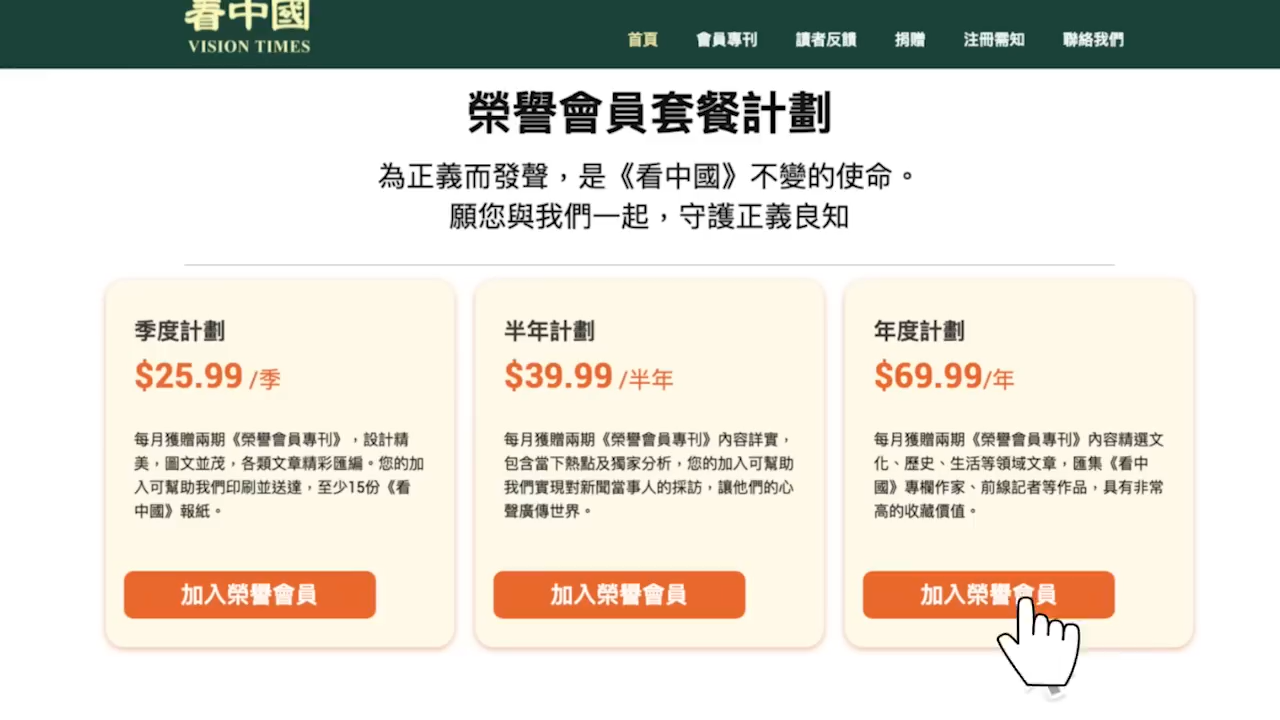 看中國
VISION TIMES
首頁 會員專刊 讀者反饋 捐贈 注冊需知 聯絡我們
榮譽會員套餐計劃
為正義而發聲，是《看中國》不變的使命。
願您與我們一起，守護正義良知
季度計劃
$25.99 /季
每月獲贈兩期《榮譽會員專刊》，設計精
美，圖文並茂，各類文章精彩匯編。您的加
入可幫助我們印刷並送達，至少15份《看
中國》報紙。
加入榮譽會員
半年計劃
$39.99 /半年
每月獲贈兩期《榮譽會員專刊》內容詳實，
包含當下熱點及獨家分析，您的加入可幫助
我們實現對新聞當事人的採訪，讓他們的心
聲廣傳世界。
加入榮譽會員
年度計劃
$69.99/年
每月獲贈兩期《榮譽會員專刊》內容精選文
化、歷史、生活等領域文章，匯集《看中
國》專欄作家、前線記者等作品，具有非常
高的收藏價值。
加入榮譽會員